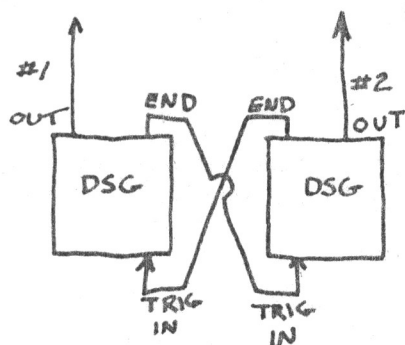 #1
OUT
END
END
#2
OUT
DSG
DSG
TRIG
IN
TRIG
IN